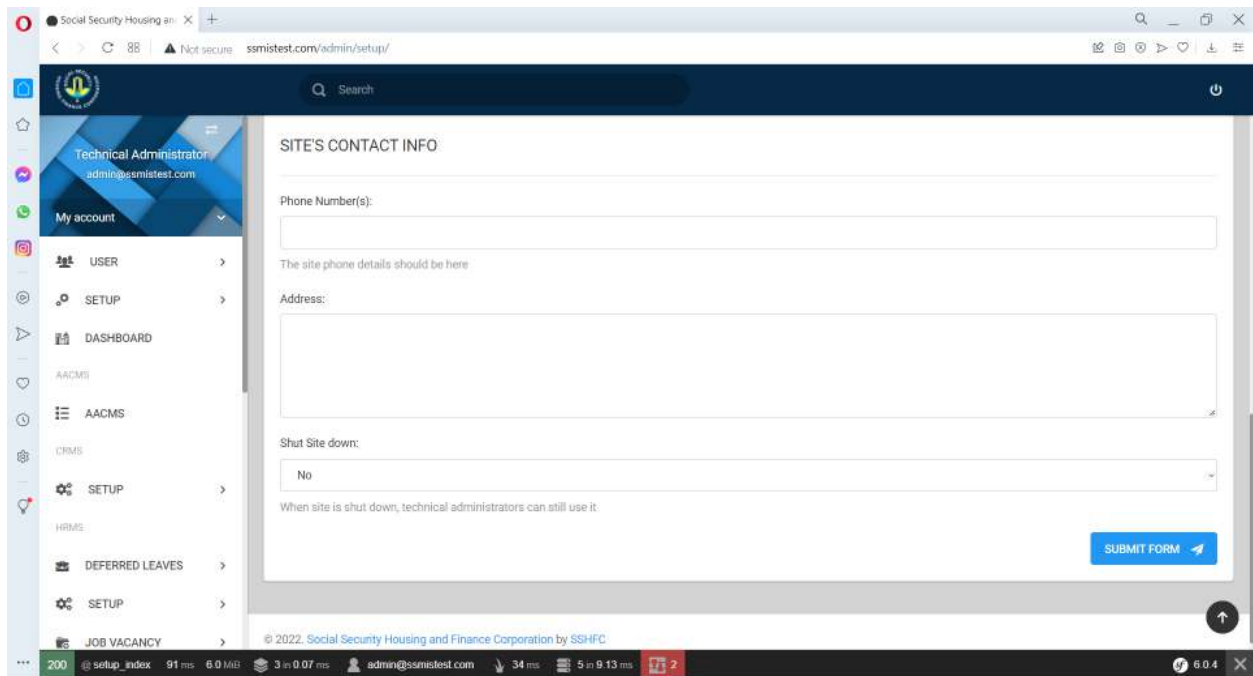 Social Security Housing an
Not secure ssmistest.com/admin/setup/
Search
Technical Administrator
admin@ssmistest.com
My account
USER
SETUP
DASHBOARD
AACMS
AACMS
CRMS
SETUP
HRMS
DEFERRED LEAVES
SETUP
JOB VACANCY
SITE'S CONTACT INFO
Phone Number(s):
The site phone details should be here
Address:
Shut Site down:
No
When site is shut down, technical administrators can still use it
SUBMIT FORM
© 2022. Social Security Housing and Finance Corporation by SSHFC
200 @ setup_index 91 ms 6.0 MiB 3 in 0.07 ms admin@ssmistest.com 34 ms 5 in 9.13 ms 2 6.0.4